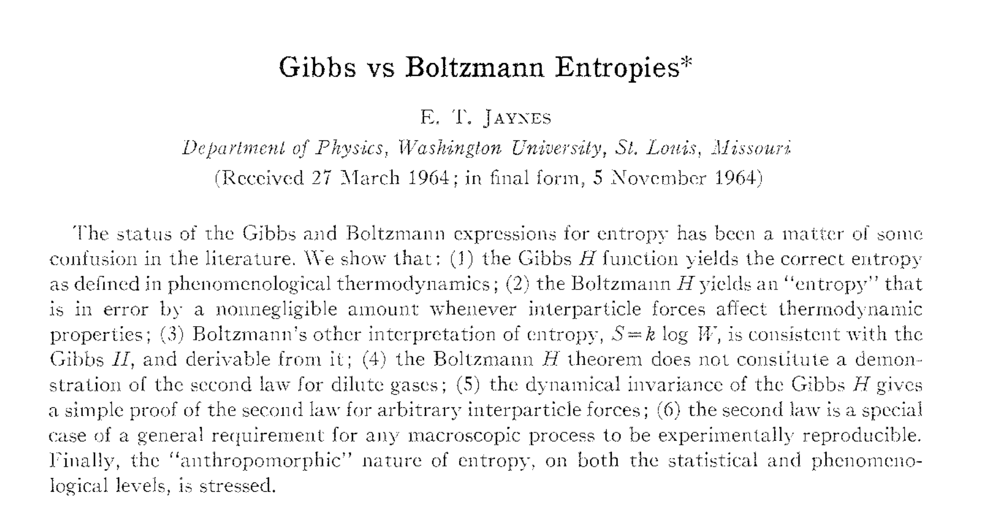 Gibbs vs Boltzmann Entropies*
E. T. JAYNES
Department of Physics, Washington University, St. Louis, Missouri
(Received 27 March 1964; in final form, 5 November 1964)
The status of the Gibbs and Boltzmann expressions for entropy has been a matter of some
confusion in the literature. We show that: (1) the Gibbs H function yields the correct entropy
as defined in phenomenological thermodynamics; (2) the Boltzmann H yields an “entropy” that
is in error by a nonnegligible amount whenever interparticle forces affect thermodynamic
properties; (3) Boltzmann's other interpretation of entropy, S=k log W, is consistent with the
Gibbs H, and derivable from it; (4) the Boltzmann H theorem does not constitute a demon-
stration of the second law for dilute gases; (5) the dynamical invariance of the Gibbs H gives
a simple proof of the second law for arbitrary interparticle forces; (6) the second law is a special
case of a general requirement for any macroscopic process to be experimentally reproducible.
Finally, the “anthropomorphic” nature of entropy, on both the statistical and phenomeno-
logical levels, is stressed.